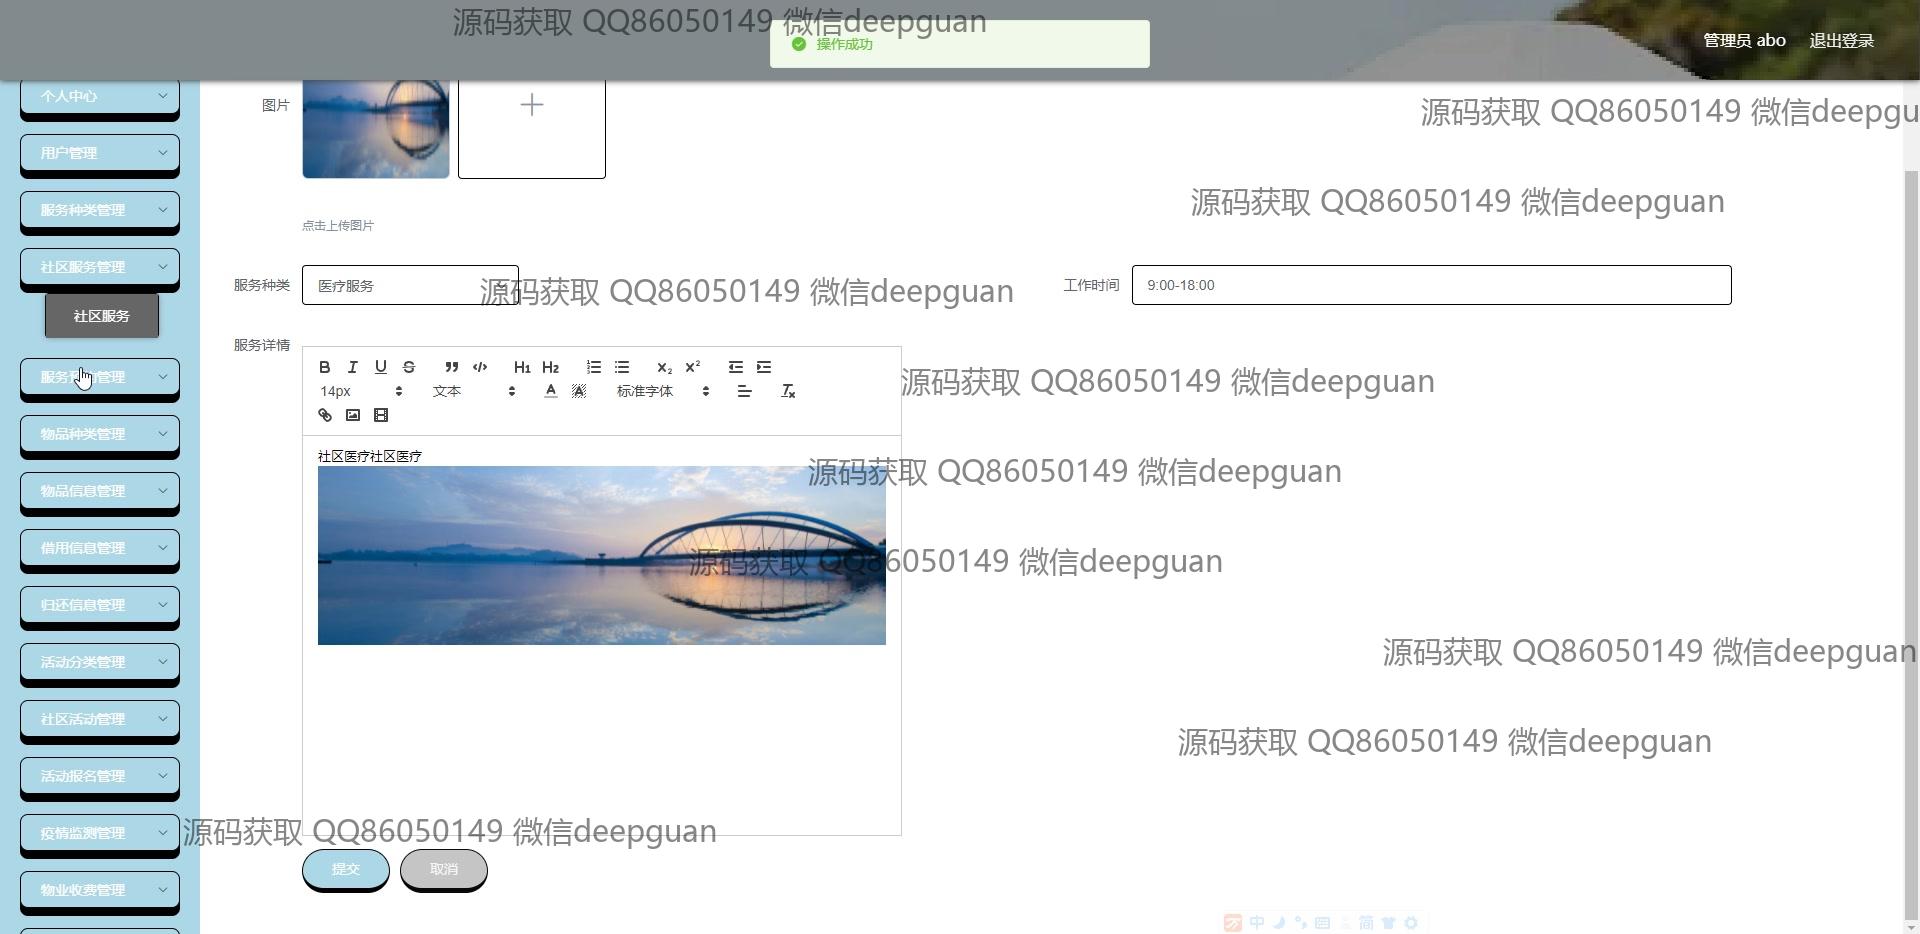 源码获取 QQ86050149 微信deepguan
操作成功
管理员 abo
退出登录
个人中心
用户管理
服务种类管理
社区服务管理
社区服务
物品种类管理
物品信息管理
借用信息管理
归还信息管理
活动分类管理
社区活动管理
活动报名管理
疫情监测管理
物业收费管理
图片
点击上传图片
源码获取 QQ86050149 微信deepgu
源码获取 QQ86050149 微信deepguan
服务种类
医疗服务
源码获取 QQ86050149 微信deepguan
工作时间
9:00-18:00
服务详情
B I U S H1 H2 X2 X2
14px
文本
A A
标准字体
源码获取 QQ86050149 微信deepguan
社区医疗社区医疗
源码获取 QQ86050149 微信deepguan
源码获取 QQ86050149 微信deepguan
源码获取 QQ86050149 微信deepguan
源码获取 QQ86050149 微信deepguan
源码获取 QQ86050149 微信deepguan
提交
取消
中
简